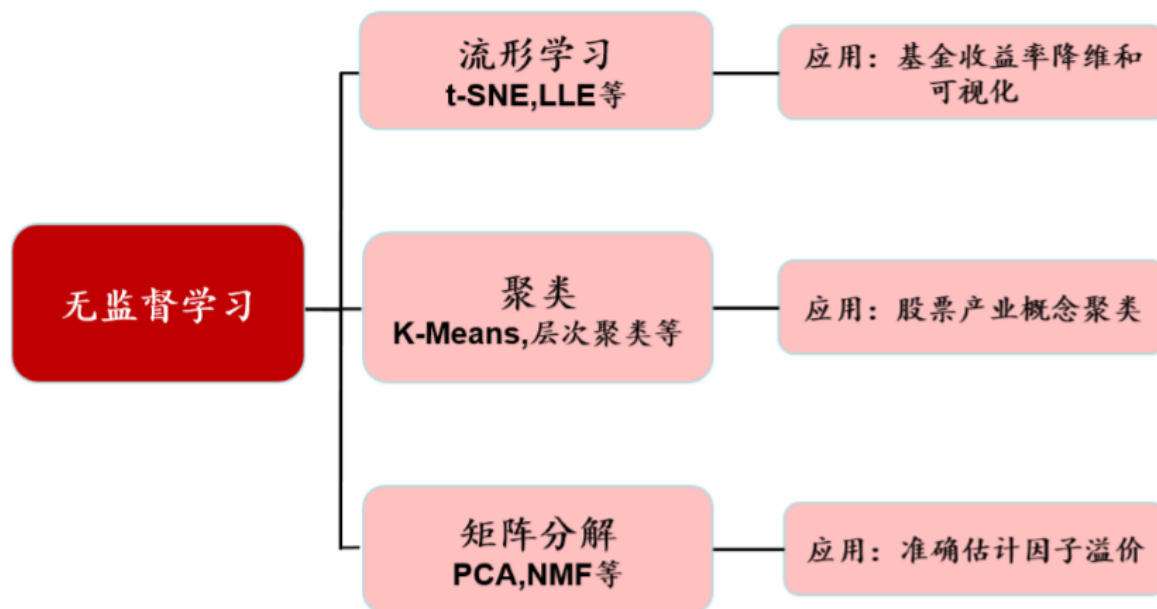 流形学习
t-SNE,LLE等
应用：基金收益率降维和
可视化
无监督学习
聚类
K-Means,层次聚类等
应用：股票产业概念聚类
矩阵分解
PCA,NMF等
应用：准确估计因子溢价